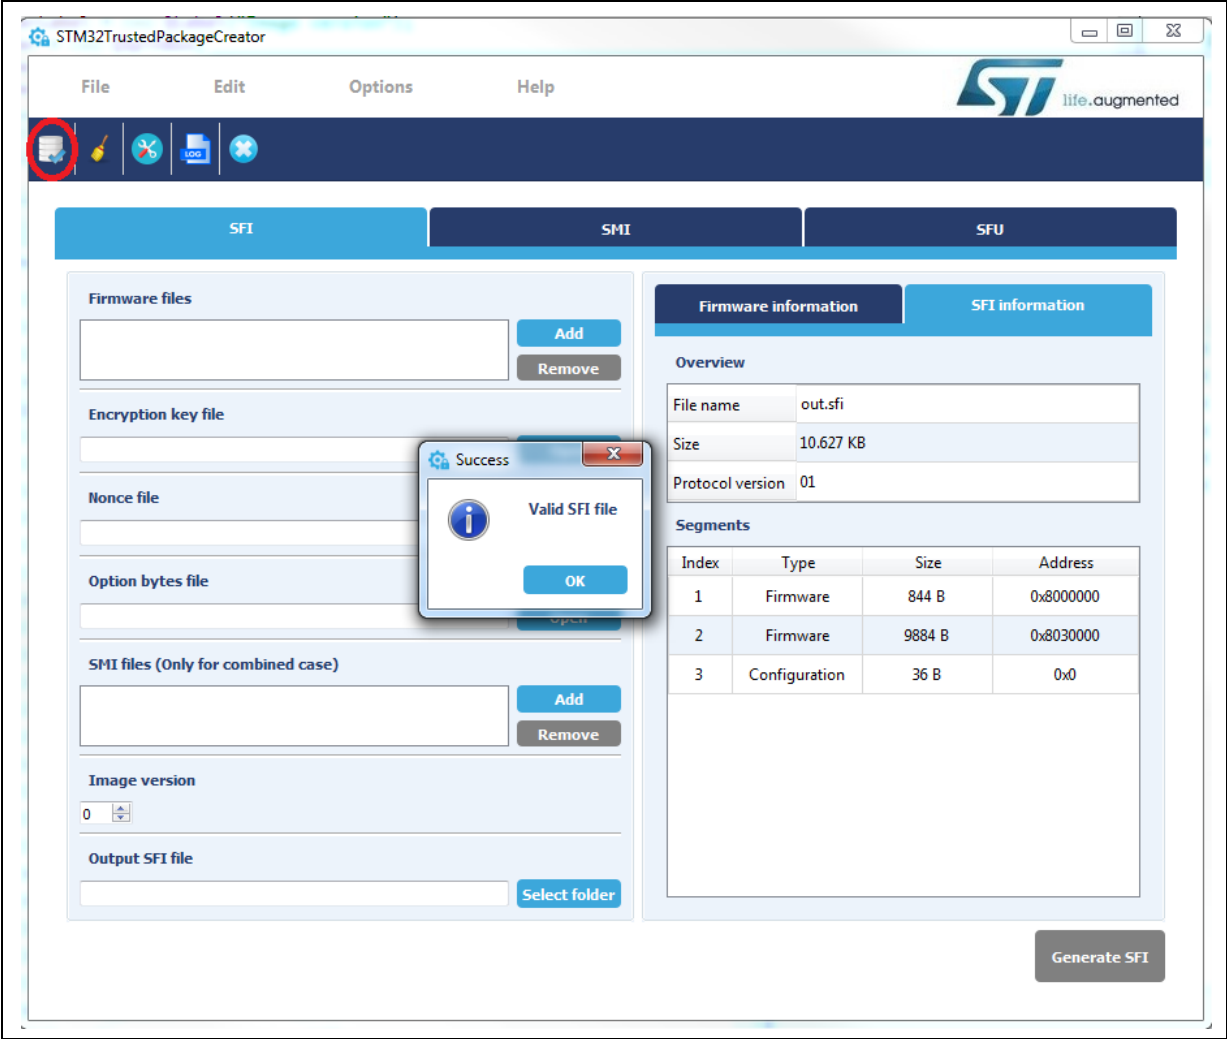 STM32TrustedPackageCreator
File Edit Options Help
life.augmented
LOG
SFI SMI SFU
Firmware files
Add
Remove
Encryption key file
Nonce file
Option bytes file
Open
SMI files (Only for combined case)
Add
Remove
Image version
0
Output SFI file
Select folder
Success
Valid SFI file
OK
Firmware information SFI information
Overview
File name out.sfi
Size 10.627 KB
Protocol version 01
Segments
Index Type Size Address
1 Firmware 844 B 0x8000000
2 Firmware 9884 B 0x8030000
3 Configuration 36 B 0x0
Generate SFI